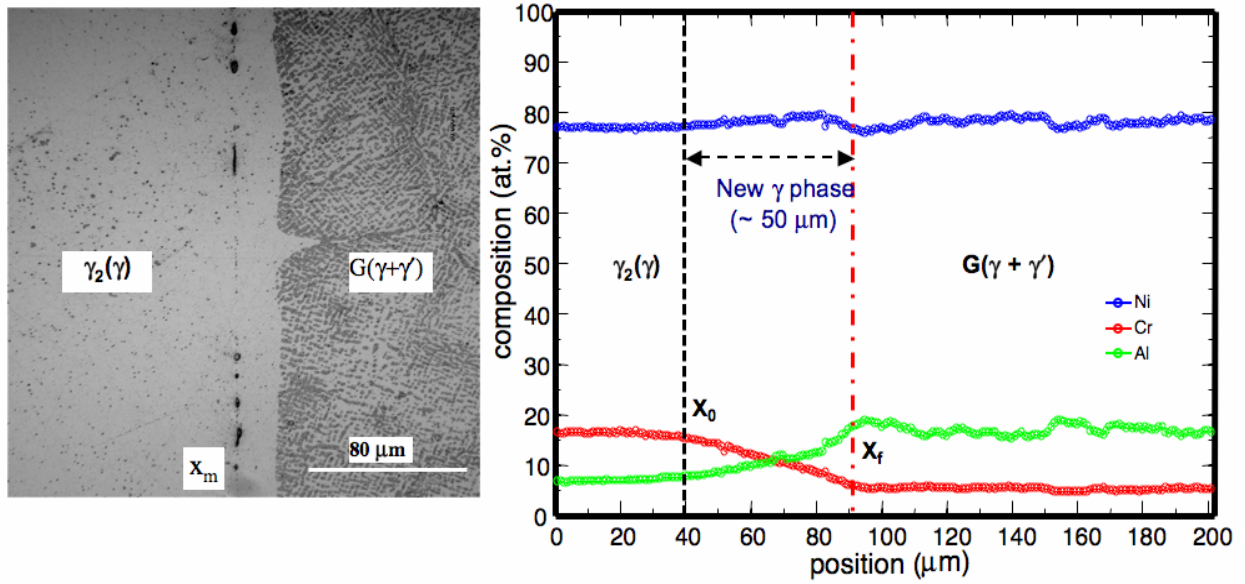 γ₂(γ)
G(γ+γ′)
80 μm
Xₘ
composition (at.%)
100
90
80
70
60
50
40
30
20
10
0
New γ phase
(~ 50 μm)
γ₂(γ)
G(γ + γ′)
Ni
Cr
Al
X₀
X_f
0 20 40 60 80 100 120 140 160 180 200
position (μm)